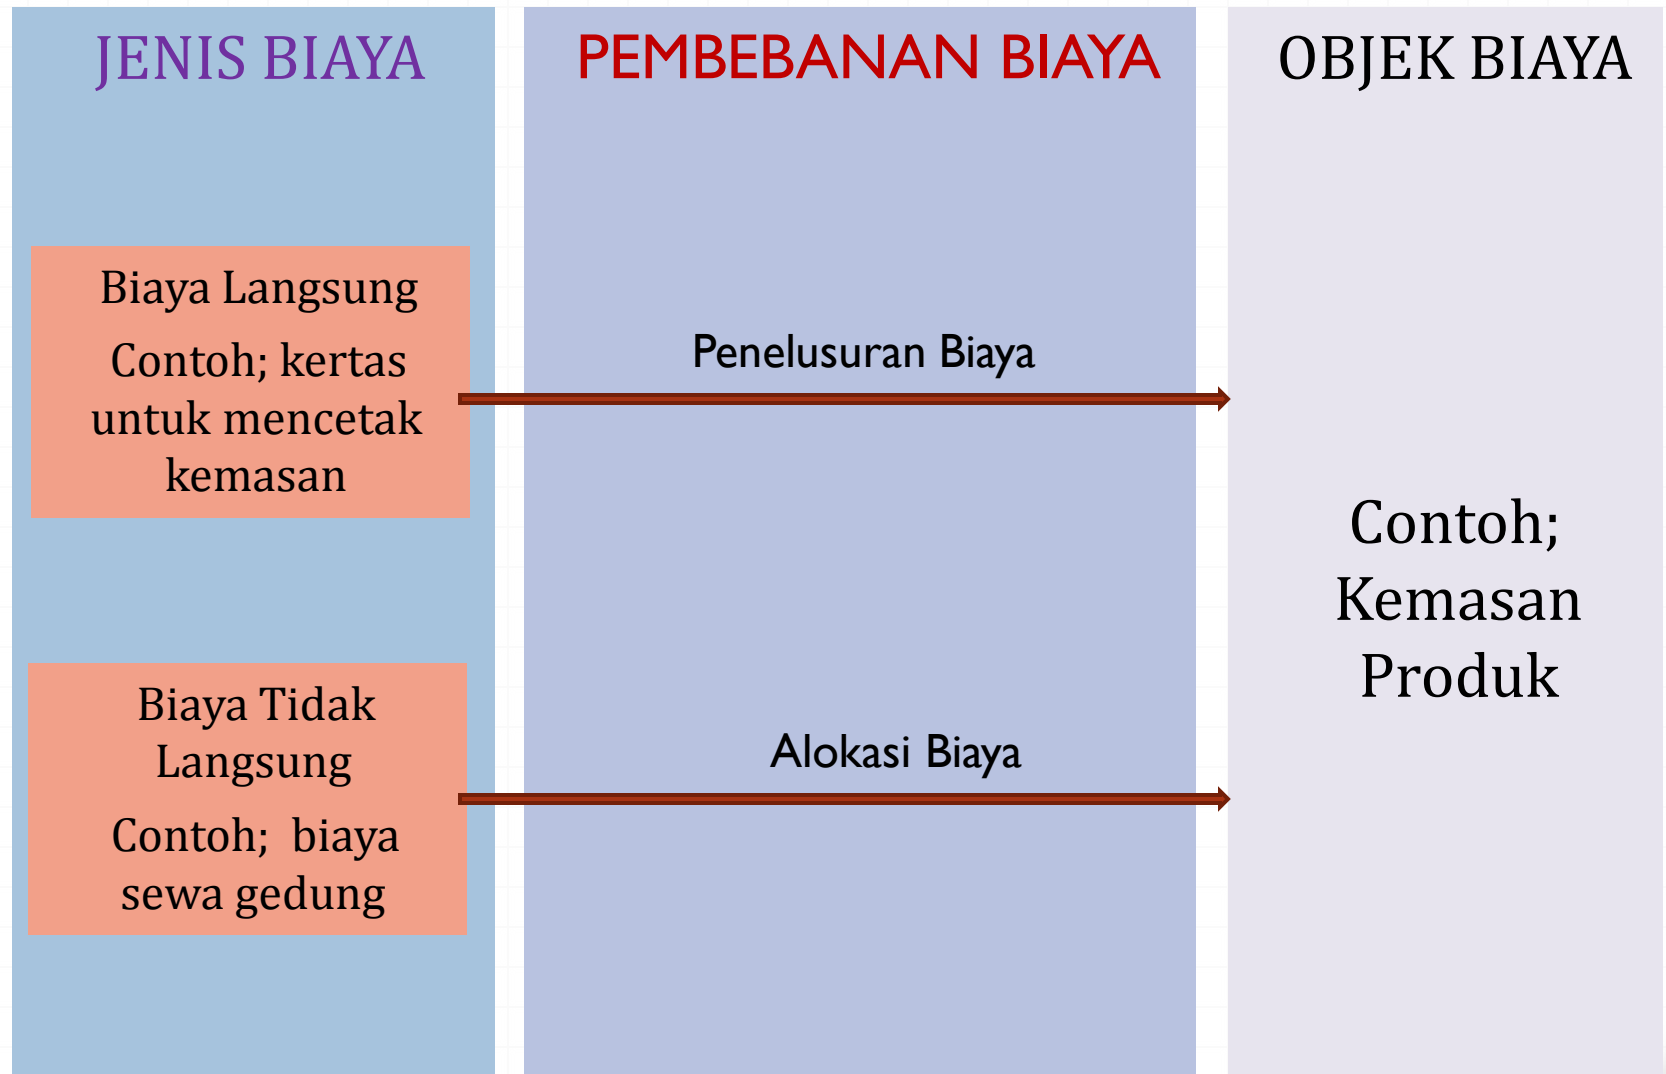 JENIS BIAYA
PEMBEBANAN BIAYA
OBJEK BIAYA
Biaya Langsung
Contoh; kertas
untuk mencetak
kemasan
Penelusuran Biaya
Contoh;
Kemasan
Produk
Biaya Tidak
Langsung
Contoh;  biaya
sewa gedung
Alokasi Biaya